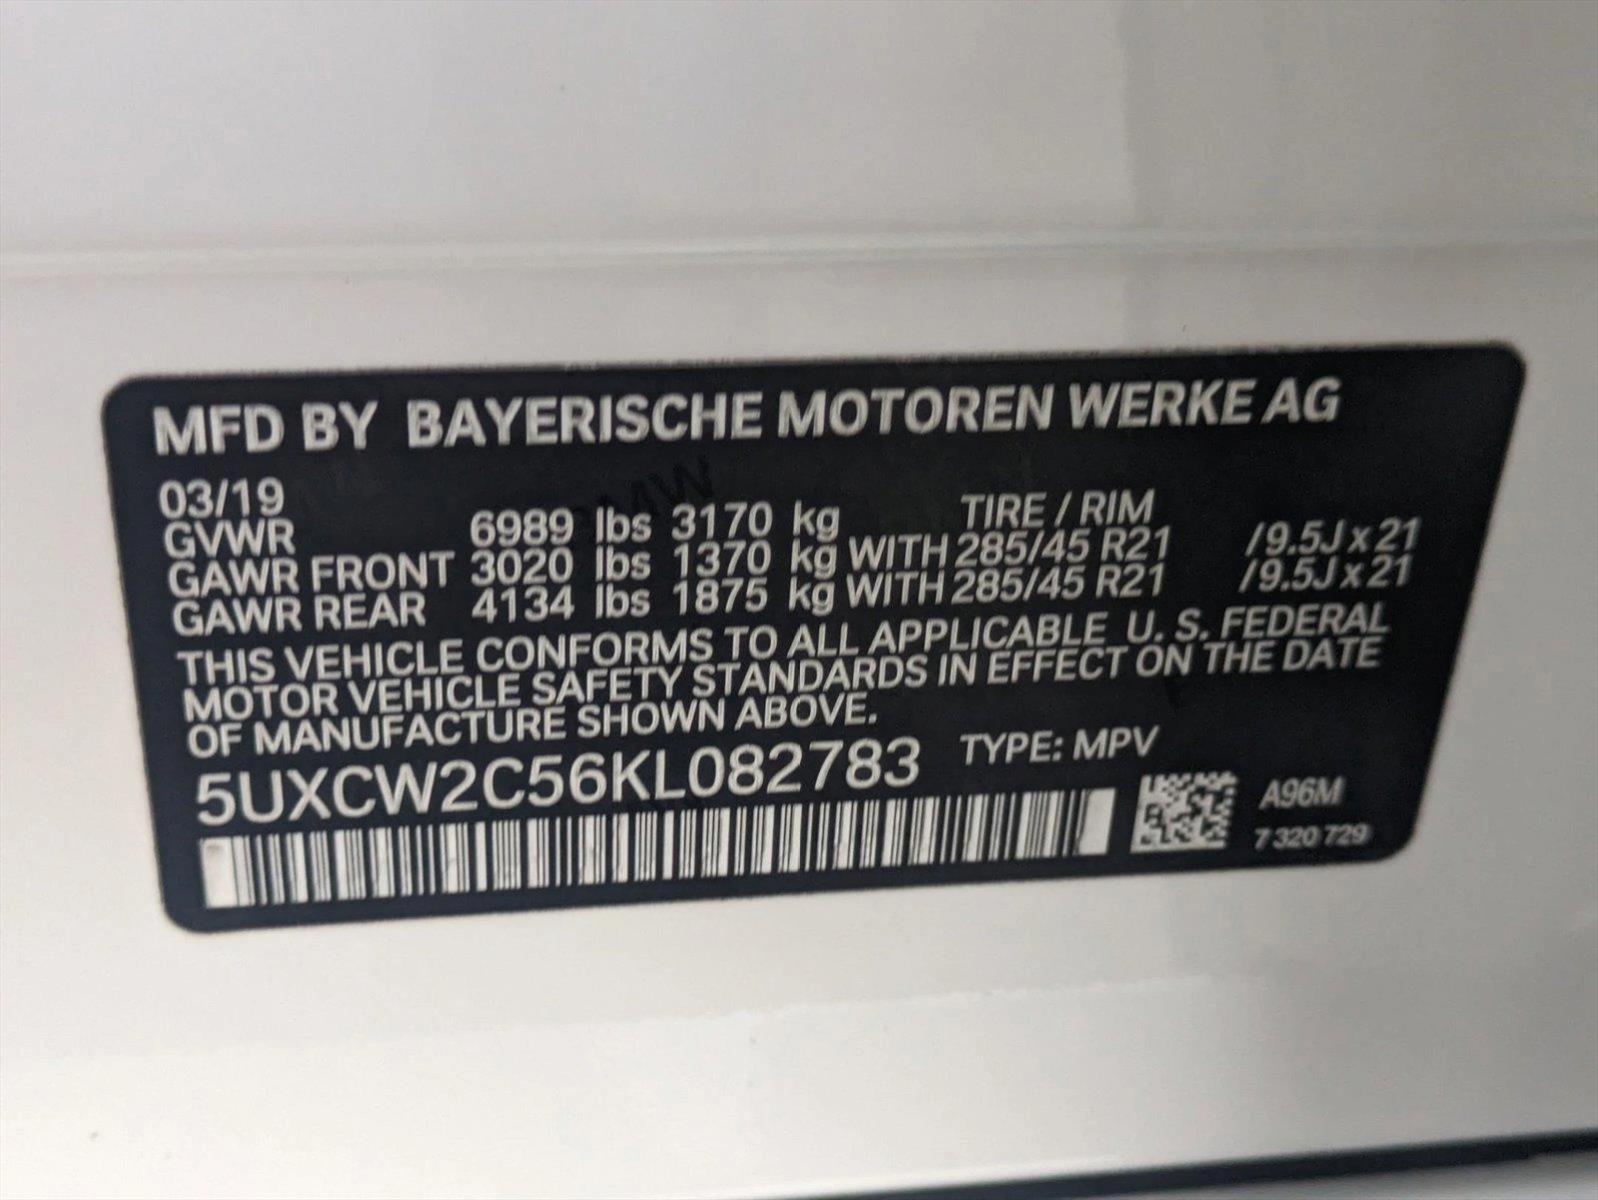 MFD BY BAYERISCHE MOTOREN WERKE AG
03/19
GVWR 6989 lbs 3170 kg TIRE / RIM
GAWR FRONT 3020 lbs 1370 kg WITH 285/45 R21 /9.5J x 21
GAWR REAR 4134 lbs 1875 kg WITH 285/45 R21 /9.5J x 21
THIS VEHICLE CONFORMS TO ALL APPLICABLE U. S. FEDERAL
MOTOR VEHICLE SAFETY STANDARDS IN EFFECT ON THE DATE
OF MANUFACTURE SHOWN ABOVE.
5UXCW2C56KL082783 TYPE: MPV
A96M
7 320 729